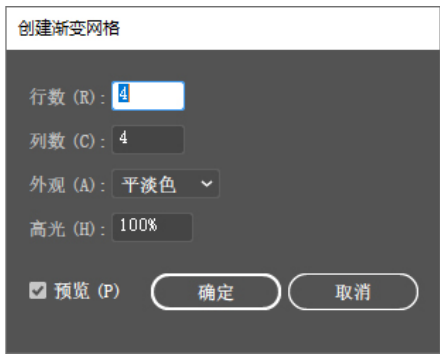 创建渐变网格
行数 (R): 4
列数 (C): 4
外观 (A): 平淡色
高光 (H): 100%
预览 (P) 确定 取消